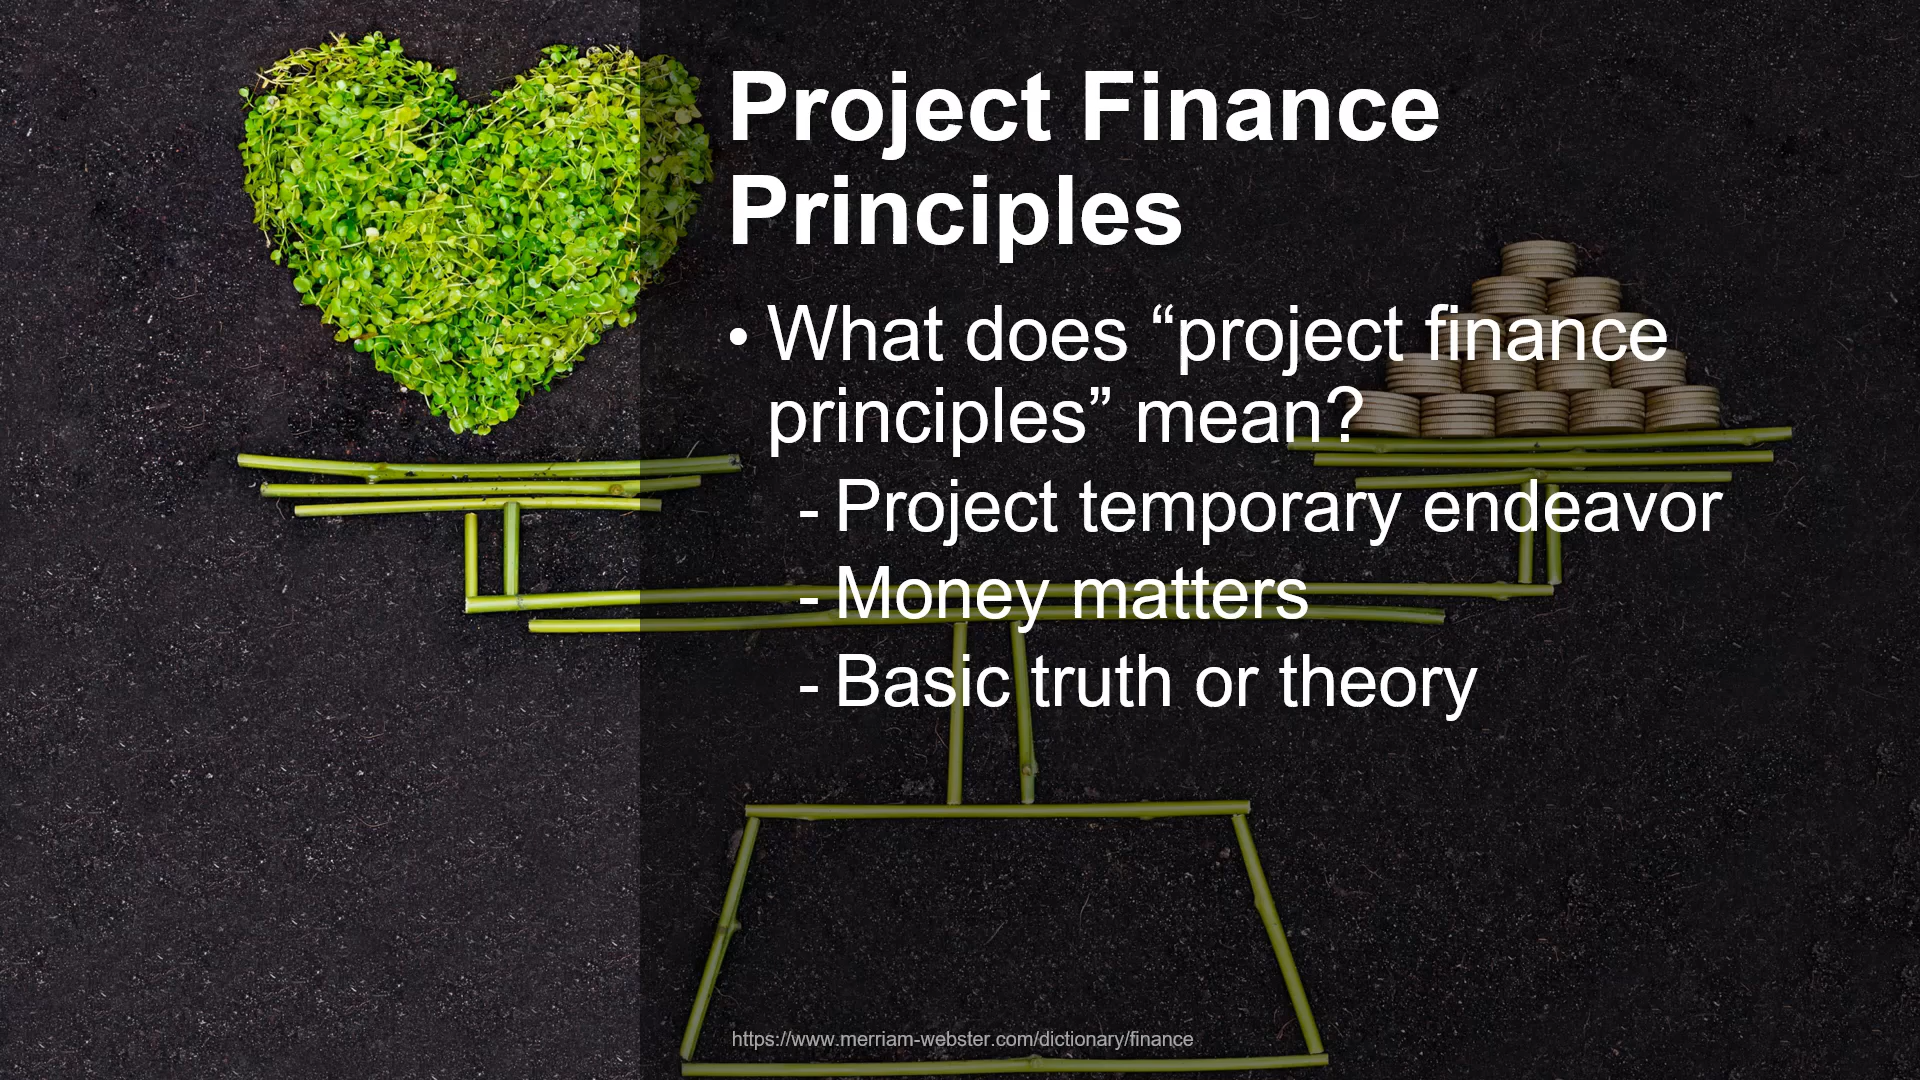 Project Finance
Principles
• What does “project finance
principles” mean?
- Project temporary endeavor
- Money matters
- Basic truth or theory
https://www.merriam-webster.com/dictionary/finance